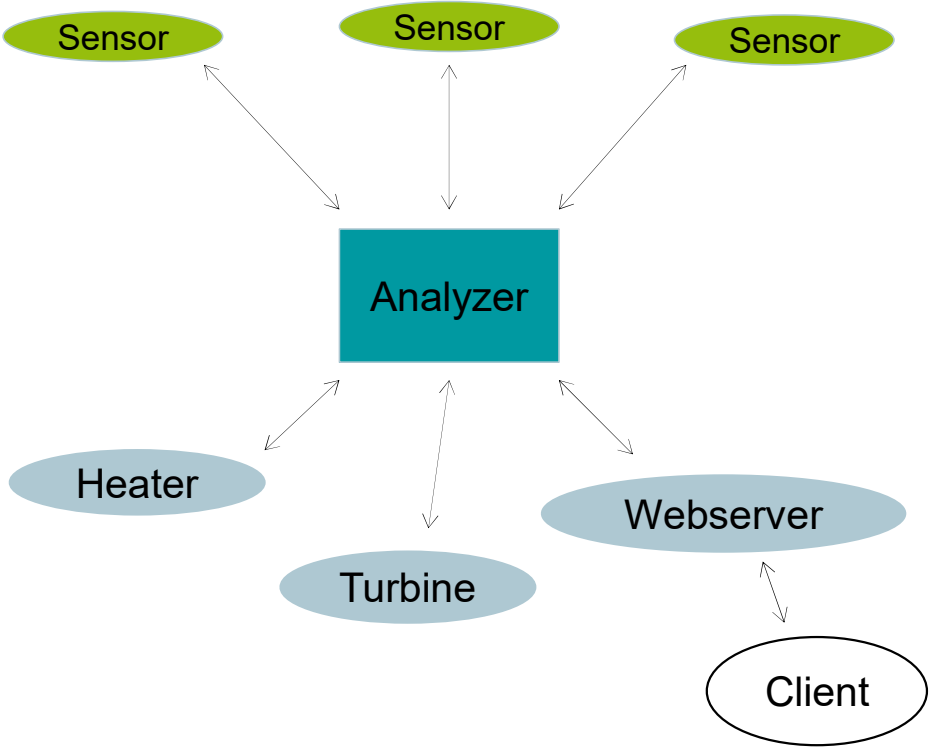 Sensor
Sensor
Sensor
Analyzer
Heater
Webserver
Turbine
Client